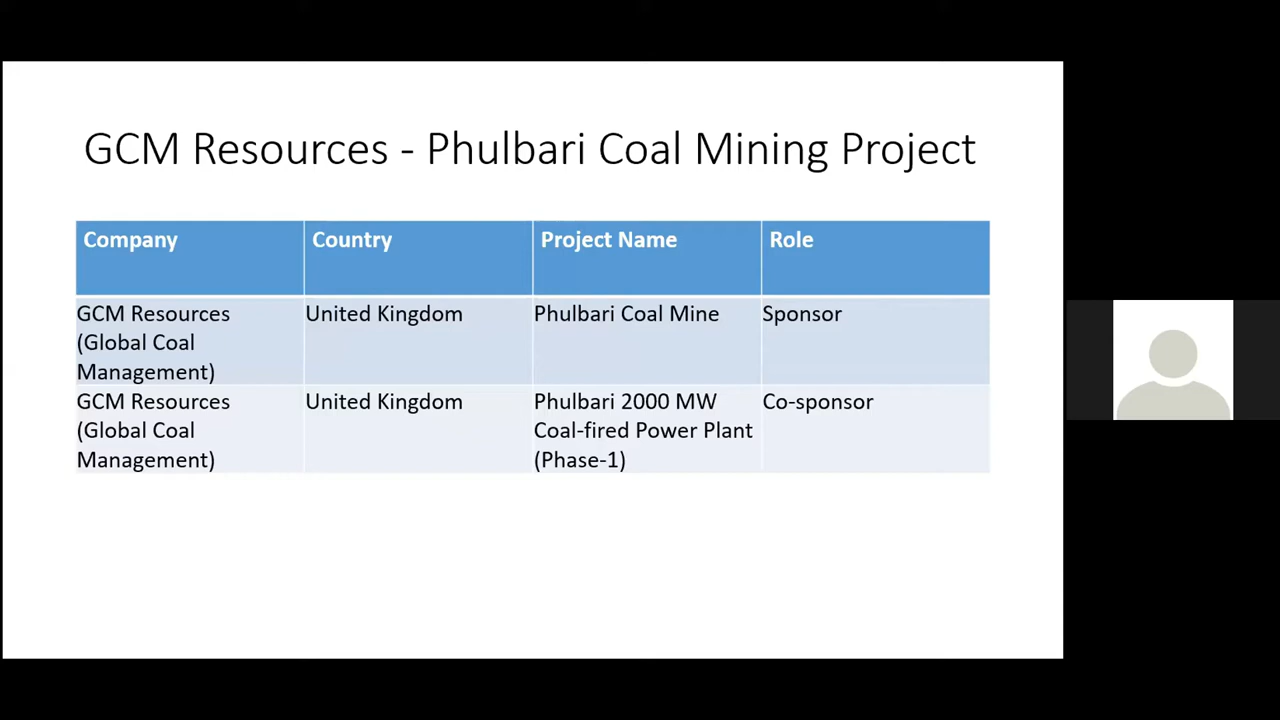 GCM Resources - Phulbari Coal Mining Project
Company Country Project Name Role
GCM Resources United Kingdom Phulbari Coal Mine Sponsor
(Global Coal
Management)
GCM Resources United Kingdom Phulbari 2000 MW Co-sponsor
(Global Coal Coal-fired Power Plant
Management) (Phase-1)